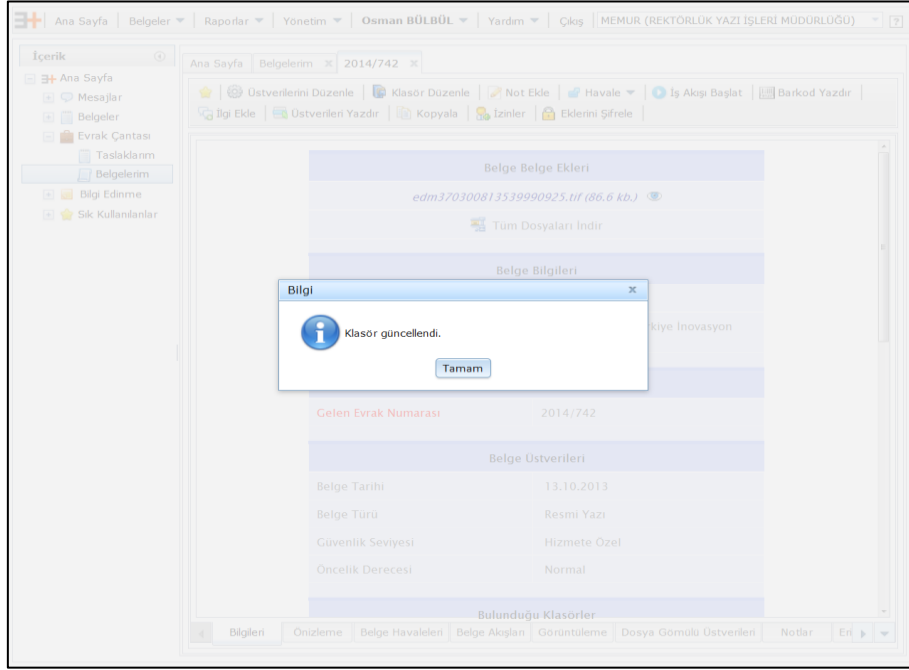 Ana Sayfa Belgeler Raporlar Yonetim Osman BÜLBÜL Yardım Çıkış MEMUR (REKTÖRLÜK YAZI İŞLERİ MÜDÜRLÜĞÜ) ?
İçerik
Ana Sayfa
Mesajlar
Belgeler
Evrak Çantası
Taslaklarım
Belgelerim
Bilgi Edinme
Sık Kullanılanlar
Ana Sayfa Belgelerim 2014/742
Üstverilerini Düzenle Klasör Düzenle Not Ekle Havale İş Akışı Başlat Barkod Yazdır
İlgi Ekle Üstverileri Yazdır Kopyala İzinler Eklerini Şifrele
Belge Belge Ekleri
edm370300813539990925.tif (86,6 kb.)
Tüm Dosyaları İndir
Belge Bilgileri
Bilgi
rkiye İnovasyon
Klasör güncellendi.
Tamam
Gelen Evrak Numarası 2014/742
Belge Üstverileri
Belge Tarihi 13.10.2013
Belge Türü Resmi Yazı
Güvenlik Seviyesi Hizmete Özel
Öncelik Derecesi Normal
Bulunduğu Klasörler
Bilgileri Önizleme Belge Havaleleri Belge Akışları Görüntüleme Dosya Gömülü Üstverileri Notlar Eri